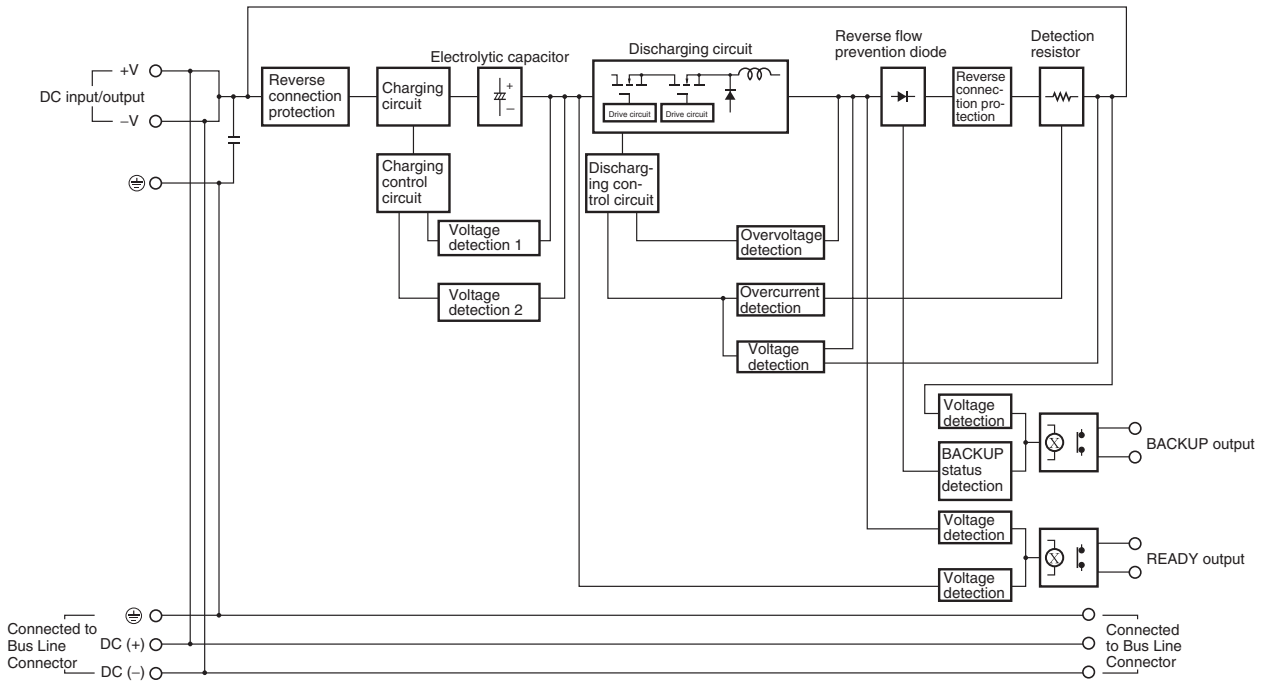 DC input/output
+V
−V
Reverse
connection
protection
Charging
circuit
Electrolytic capacitor
+
−
Discharging circuit
Drive circuit
Drive circuit
Reverse flow
prevention diode
Reverse
connec-
tion pro-
tection
Detection
resistor
Charging
control
circuit
Discharg-
ing con-
trol circuit
Voltage
detection 1
Voltage
detection 2
Overvoltage
detection
Overcurrent
detection
Voltage
detection
Voltage
detection
BACKUP
status
detection
X
BACKUP output
Voltage
detection
Voltage
detection
X
READY output
Connected to
Bus Line
Connector
DC (+)
DC (−)
Connected
to Bus Line
Connector